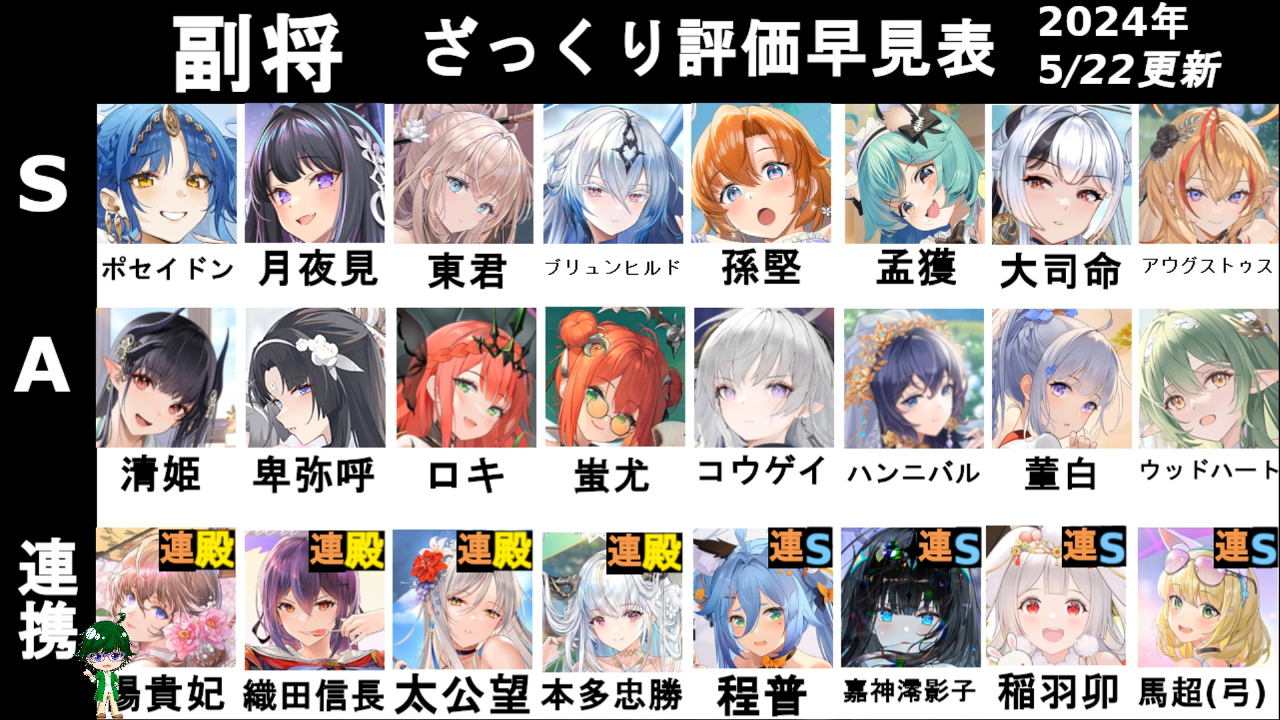 副将 ざっくり評価早見表 2024年
5/22更新
S
ポセイドン 月夜見 東君 ブリュンヒルド 孫堅 孟獲 大司命 アウグストゥス
A
清姫 卑弥呼 ロキ 蚩尤 コウゲイ ハンニバル 董白 ウッドハート
連携
連殿 連殿 連殿 連殿 連S 連S 連S 連S
楊貴妃 織田信長 太公望 本多忠勝 程普 嘉神澪影子 稲羽卯 馬超(弓)